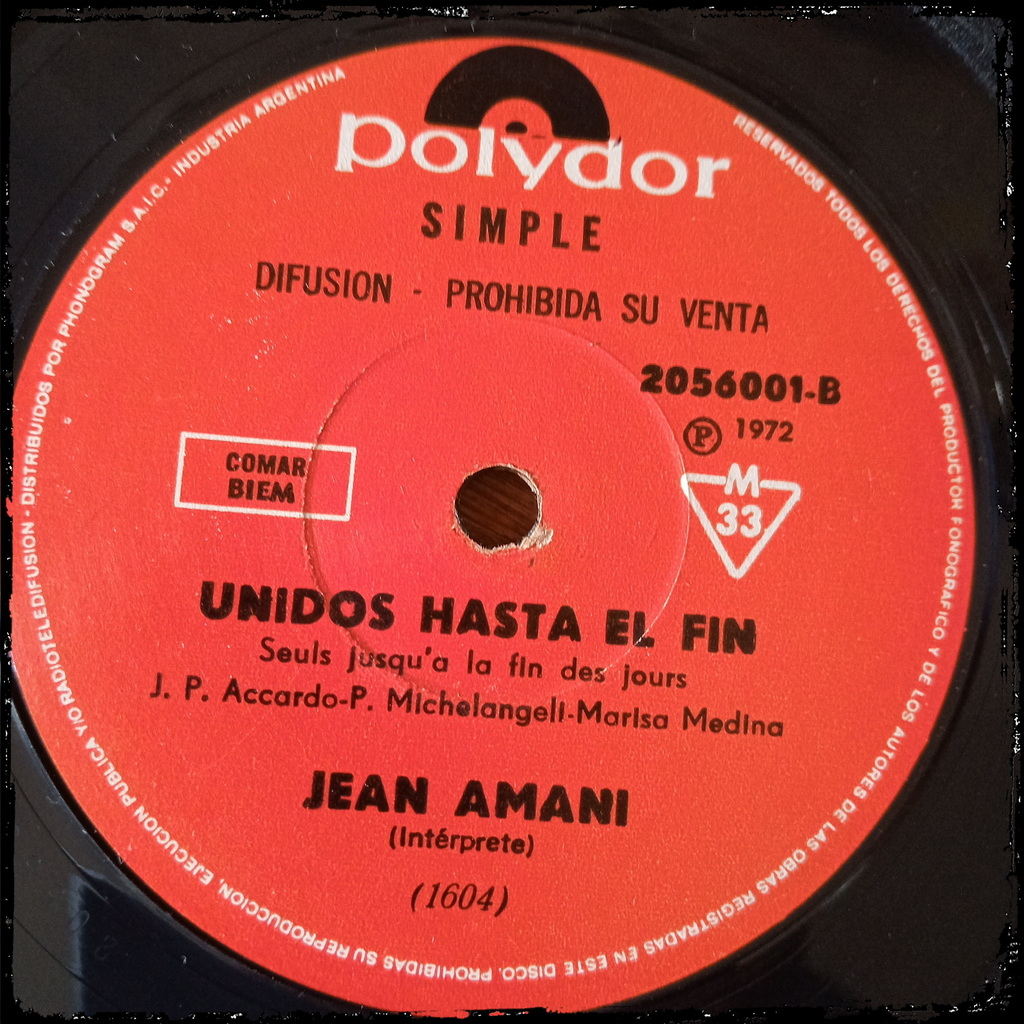 polydor
SIMPLE
DIFUSION - PROHIBIDA SU VENTA
2056001-B
Ⓟ 1972
COMAR
BIEM
M
33
UNIDOS HASTA EL FIN
Seuls jusqu'a la fin des jours
J. P. Accardo-P. Michelangeli-Marisa Medina
JEAN AMANI
(Intérprete)
(1604)
RESERVADOS TODOS LOS DERECHOS DEL PRODUCTOR FONOGRAFICO Y DE LOS AUTORES DE LAS OBRAS REGISTRADAS EN ESTE DISCO. PROHIBIDAS SU REPRODUCCION, EJECUCION PUBLICA Y/O RADIOTELEDIFUSION - DISTRIBUIDOS POR PHONOGRAM S.A.I.C.- INDUSTRIA ARGENTINA